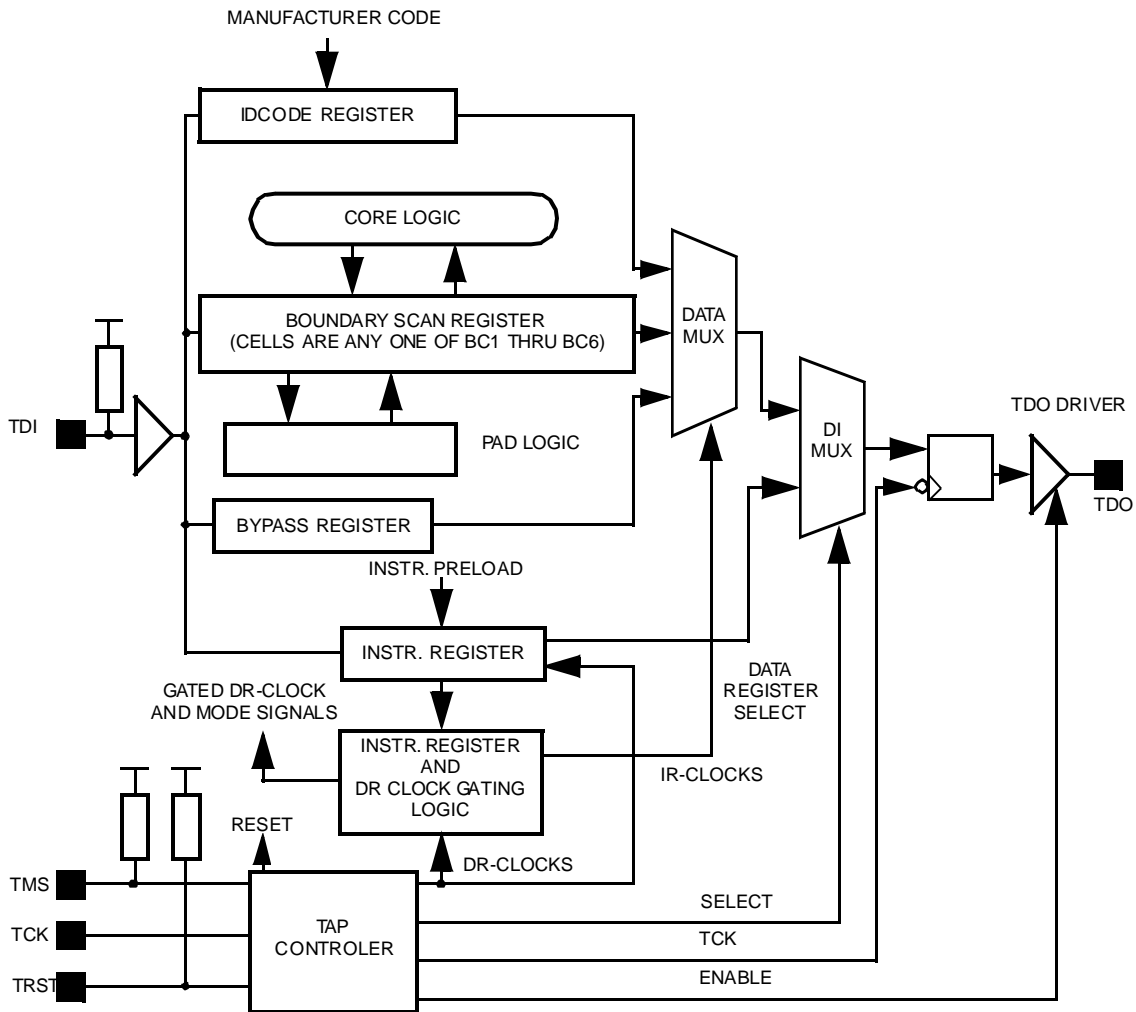 MANUFACTURER CODE
IDCODE REGISTER
CORE LOGIC
BOUNDARY SCAN REGISTER
(CELLS ARE ANY ONE OF BC1 THRU BC6)
DATA
MUX
TDI
PAD LOGIC
DI
MUX
TDO DRIVER
TDO
BYPASS REGISTER
INSTR. PRELOAD
INSTR. REGISTER
DATA
REGISTER
SELECT
GATED DR-CLOCK
AND MODE SIGNALS
INSTR. REGISTER
AND
DR CLOCK GATING
LOGIC
IR-CLOCKS
RESET
DR-CLOCKS
TMS
TCK
TRST
TAP
CONTROLER
SELECT
TCK
ENABLE